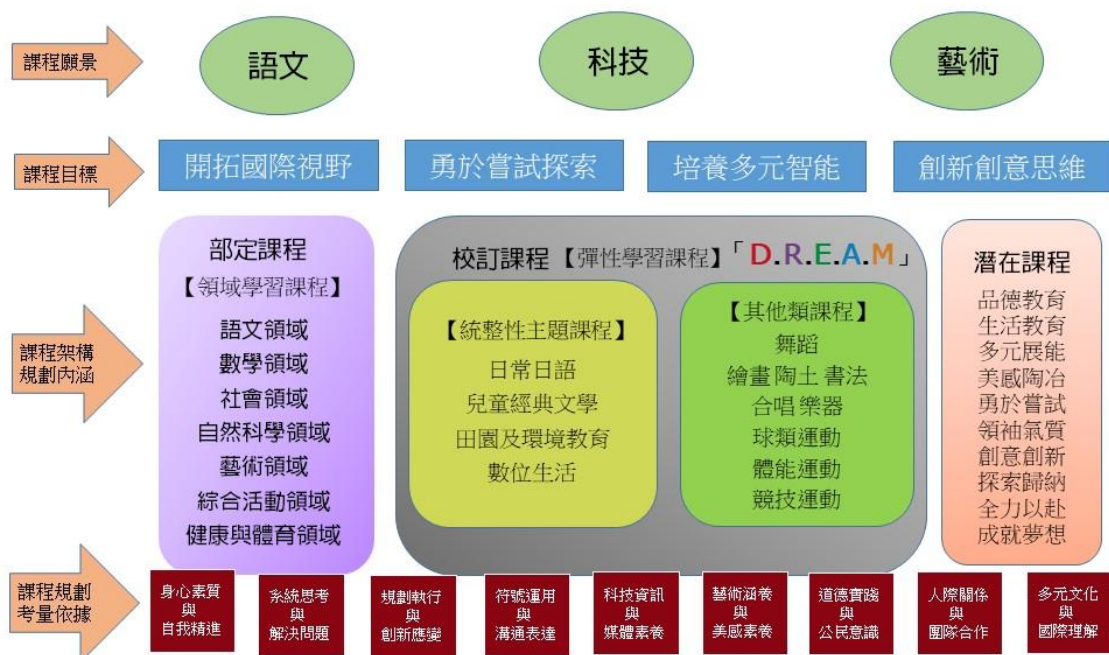 課程願景
語文
科技
藝術
課程目標
開拓國際視野
勇於嘗試探索
培養多元智能
創新創意思維
課程架構
規劃內涵
部定課程
【領域學習課程】
語文領域
數學領域
社會領域
自然科學領域
藝術領域
綜合活動領域
健康與體育領域
校訂課程【彈性學習課程】「D.R.E.A.M」
【統整性主題課程】
日常日語
兒童經典文學
田園及環境教育
數位生活
【其他類課程】
舞蹈
繪畫 陶土 書法
合唱 樂器
球類運動
體能運動
競技運動
潛在課程
品德教育
生活教育
多元展能
美感陶冶
勇於嘗試
領袖氣質
創意創新
探索歸納
全力以赴
成就夢想
課程規劃
考量依據
身心素質
與
自我精進
系統思考
與
解決問題
規劃執行
與
創新應變
符號運用
與
溝通表達
科技資訊
與
媒體素養
藝術涵養
與
美感素養
道德實踐
與
公民意識
人際關係
與
團隊合作
多元文化
與
國際理解